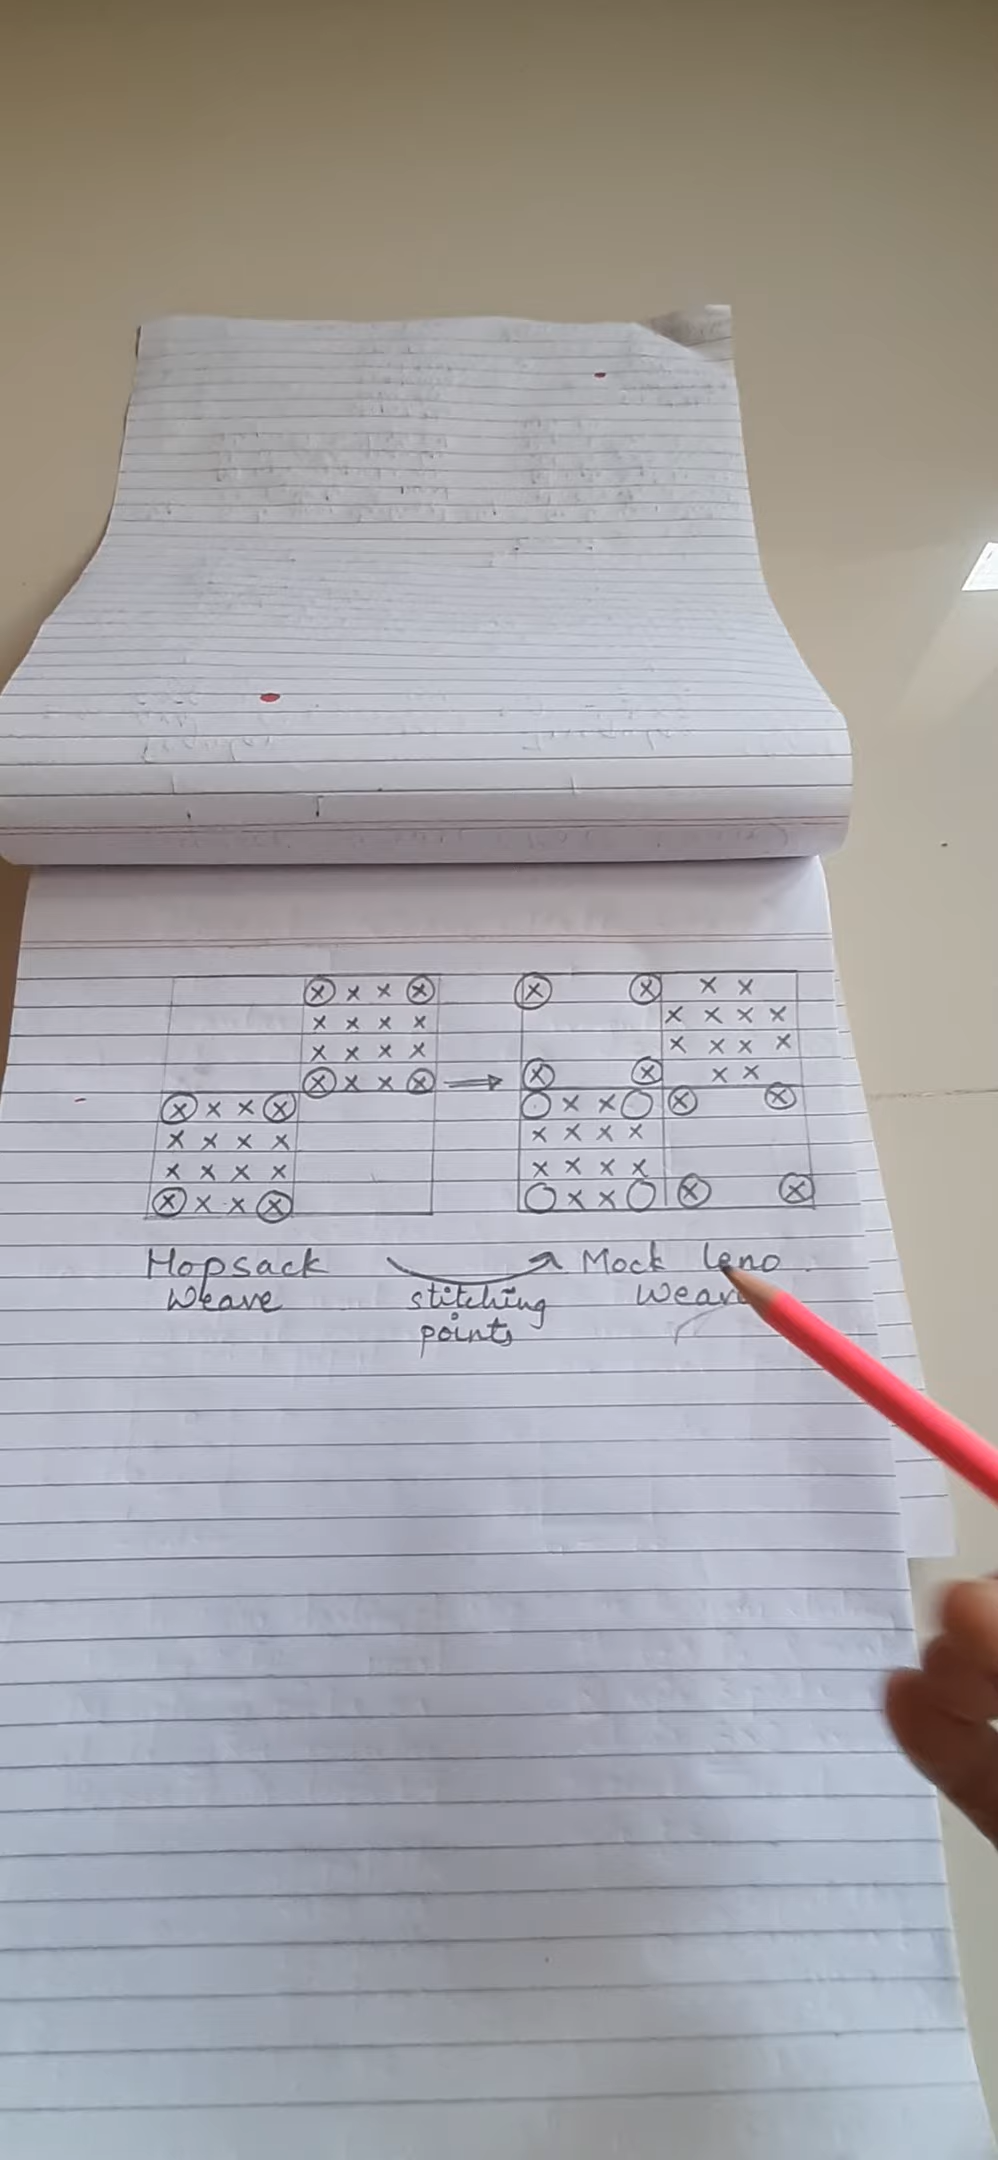 ⓧ x x ⓧ
x x x x
x x x x
ⓧ x x ⓧ
ⓧ x x ⓧ
x x x x
x x x x
ⓧ x x ⓧ
ⓧ ⓧ x x
x x x x
x x x x
ⓧ ⓧ x x
○ x x ○ ⓧ ⓧ
x x x x
x x x x
○ x x ○ ⓧ ⓧ
Hopsack
Weave
stitching
points
Mock leno
Weave